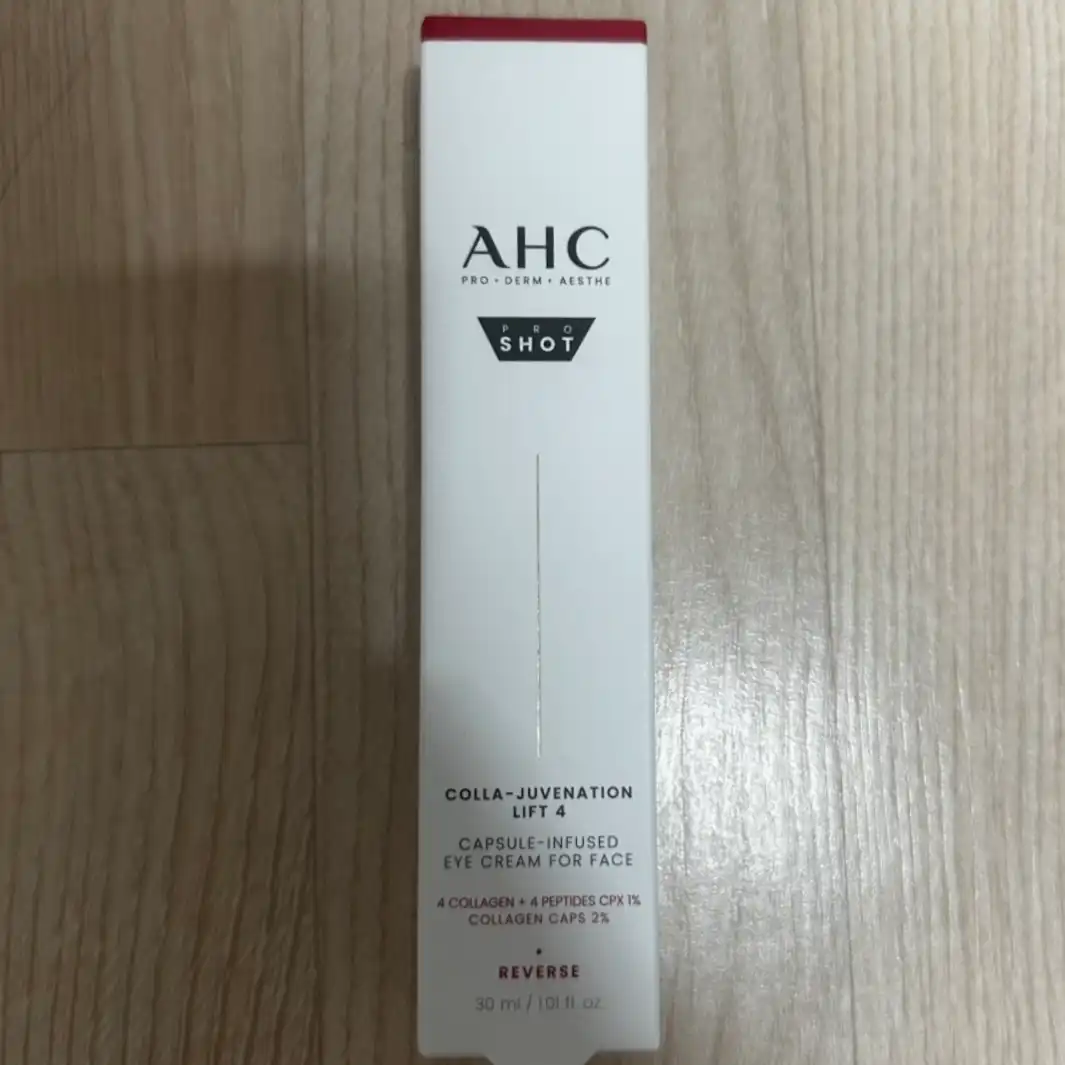 AHC
PRO • DERM • AESTHE
PRO
SHOT
COLLA-JUVENATION
LIFT 4
CAPSULE-INFUSED
EYE CREAM FOR FACE
4 COLLAGEN + 4 PEPTIDES CPX 1%
COLLAGEN CAPS 2%
REVERSE
30 ml / 1.01 fl. oz.